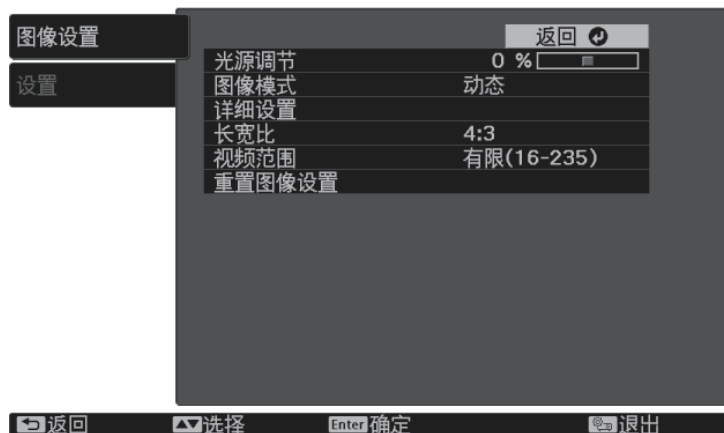 图像设置
设置
返回
光源调节 0 %
图像模式 动态
详细设置
长宽比 4:3
视频范围 有限(16-235)
重置图像设置
返回 选择 Enter 确定 退出